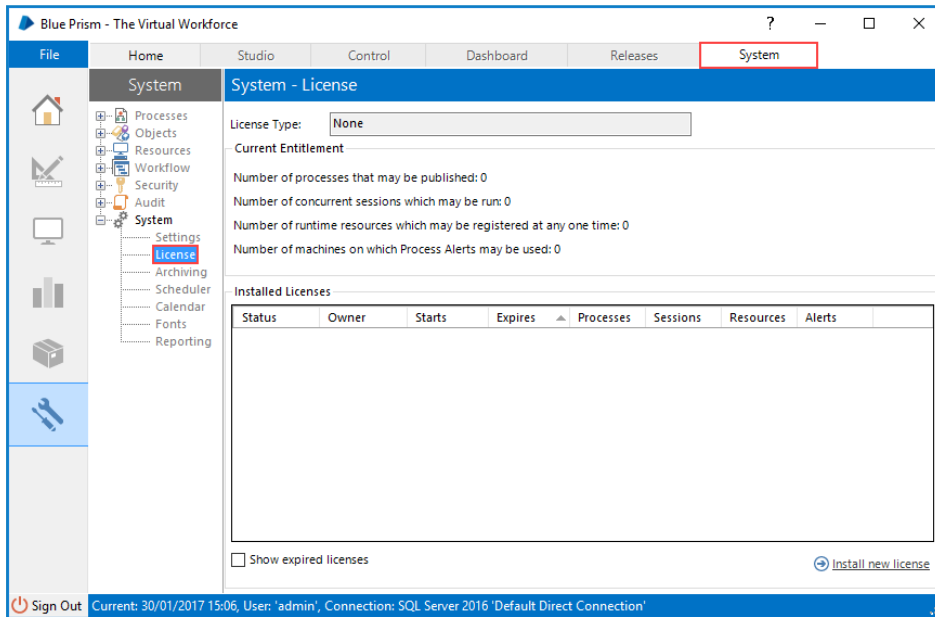 Blue Prism - The Virtual Workforce ?
File Home Studio Control Dashboard Releases System
System
Processes
Objects
Resources
Workflow
Security
Audit
System
Settings
License
Archiving
Scheduler
Calendar
Fonts
Reporting
System - License
License Type: None
Current Entitlement
Number of processes that may be published: 0
Number of concurrent sessions which may be run: 0
Number of runtime resources which may be registered at any one time: 0
Number of machines on which Process Alerts may be used: 0
Installed Licenses
Status Owner Starts Expires Processes Sessions Resources Alerts
Show expired licenses
Install new license
Sign Out Current: 30/01/2017 15:06, User: 'admin', Connection: SQL Server 2016 'Default Direct Connection'